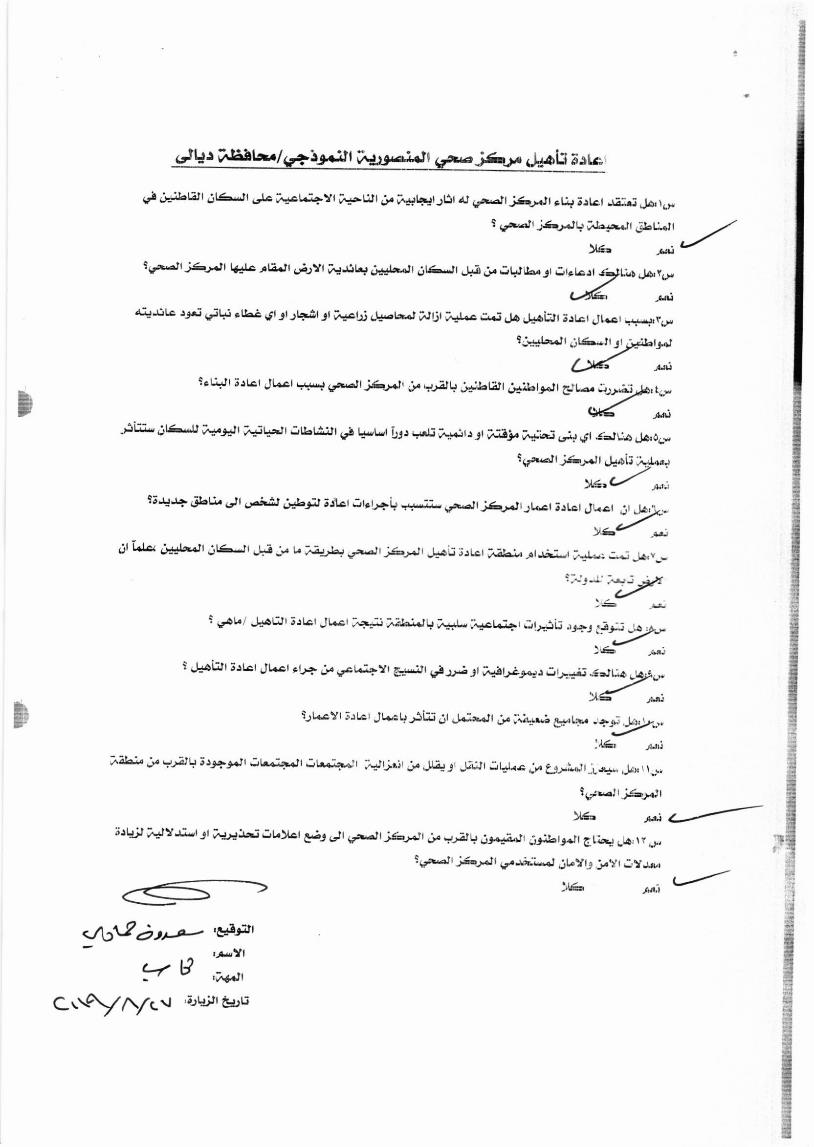 اعادة تأهيل مركز صحي المنصورية النموذجي/محافظة ديالى
س١:هل تعتقد اعادة بناء المركز الصحي له اثار ايجابية من الناحية الاجتماعية على السكان القاطنين في
المناطق المحيطة بالمركز الصحي ؟
نعم كلا
س٢:هل هنالك ادعاءات او مطالبات من قبل السكان المحليين بعائدية الارض المقام عليها المركز الصحي؟
نعم كلا
س٣:بسبب اعمال اعادة التأهيل هل تمت عملية ازالة لمحاصيل زراعية او اشجار او اي غطاء نباتي تعود عائديته
لمواطنين او السكان المحليين؟
نعم كلا
س٤:هل تضررت مصالح المواطنين القاطنين بالقرب من المركز الصحي بسبب اعمال اعادة البناء؟
نعم كلا
س٥:هل هنالك اي بنى تحتية مؤقتة او دائمية تلعب دوراً اساسيا في النشاطات الحياتية اليومية للسكان ستتأثر
بعملية تأهيل المركز الصحي؟
نعم كلا
س٦:هل ان اعمال اعادة اعمار المركز الصحي ستتسبب بأجراءات اعادة لتوطين لشخص الى مناطق جديدة؟
نعم كلا
س٧:هل تمت عملية استخدام منطقة اعادة تأهيل المركز الصحي بطريقة ما من قبل السكان المحليين ،علماً ان
الارض تابعة للدولة؟
نعم كلا
س٨: هل تتوقع وجود تأثيرات اجتماعية سلبية بالمنطقة نتيجة اعمال اعادة التاهيل /ماهي ؟
نعم كلا
س٩:هل هنالك تغييرات ديموغرافية او ضرر في النسيج الاجتماعي من جراء اعمال اعادة التأهيل ؟
نعم كلا
س١٠:هل توجد مجاميع ضعيفة من المحتمل ان تتأثر باعمال اعادة الاعمار؟
نعم كلا
س١١:هل سيعزز المشروع من عمليات النقل او يقلل من انعزالية المجتمعات المجتمعات الموجودة بالقرب من منطقة
المركز الصحي؟
نعم كلا
س١٢:هل يحتاج المواطنون المقيمون بالقرب من المركز الصحي الى وضع اعلامات تحذيرية او استدلالية لزيادة
معدلات الامن والامان لمستخدمي المركز الصحي؟
نعم كلا
التوقيع:
الاسم: سعدون حمادي
المهنة: كاسب
تاريخ الزيارة: ٢٠١٩/٨/٢٧